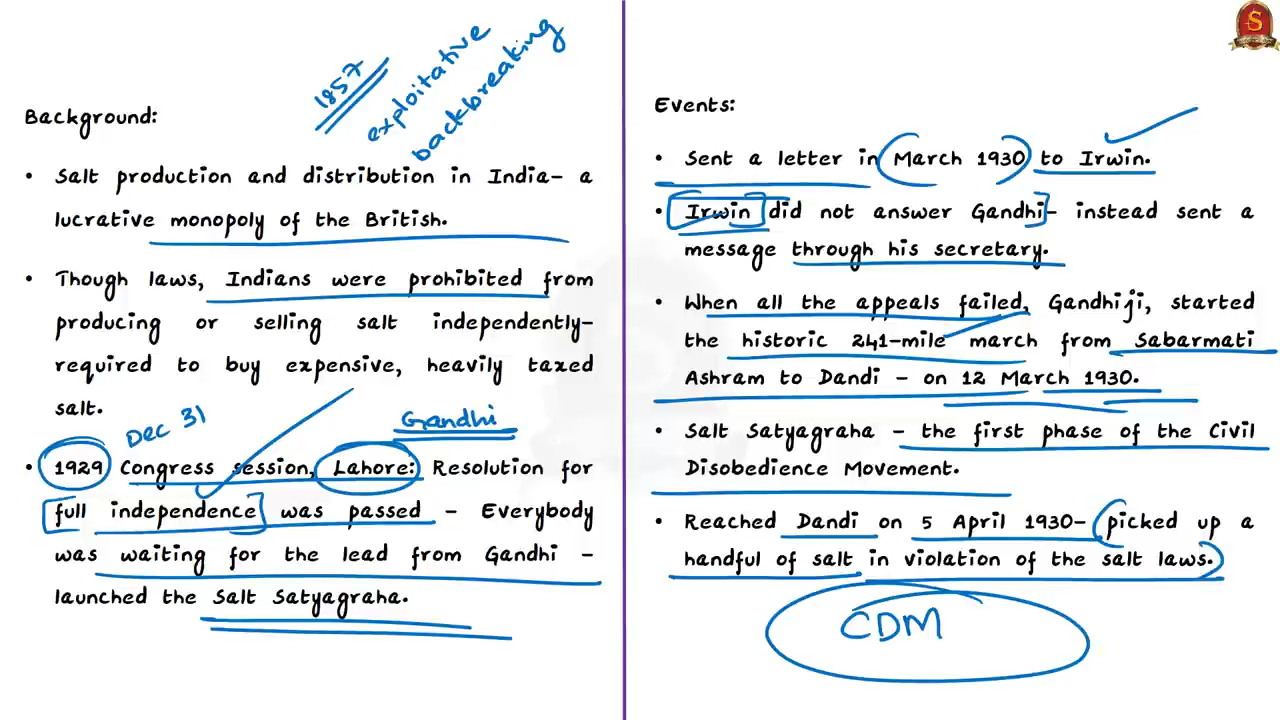 1857
exploitative
backbreaking
Background:
• Salt production and distribution in India- a
lucrative monopoly of the British.
• Though laws, Indians were prohibited from
producing or selling salt independently-
required to buy expensive, heavily taxed
salt.
Dec 31
Gandhi
• 1929 Congress session, Lahore: Resolution for
full independence was passed - Everybody
was waiting for the lead from Gandhi -
launched the Salt Satyagraha.
Events:
• Sent a letter in March 1930 to Irwin.
• Irwin did not answer Gandhi- instead sent a
message through his secretary.
• When all the appeals failed, Gandhiji, started
the historic 241-mile march from Sabarmati
Ashram to Dandi - on 12 March 1930.
• Salt Satyagraha - the first phase of the Civil
Disobedience Movement.
• Reached Dandi on 5 April 1930- picked up a
handful of salt in violation of the salt laws.
CDM